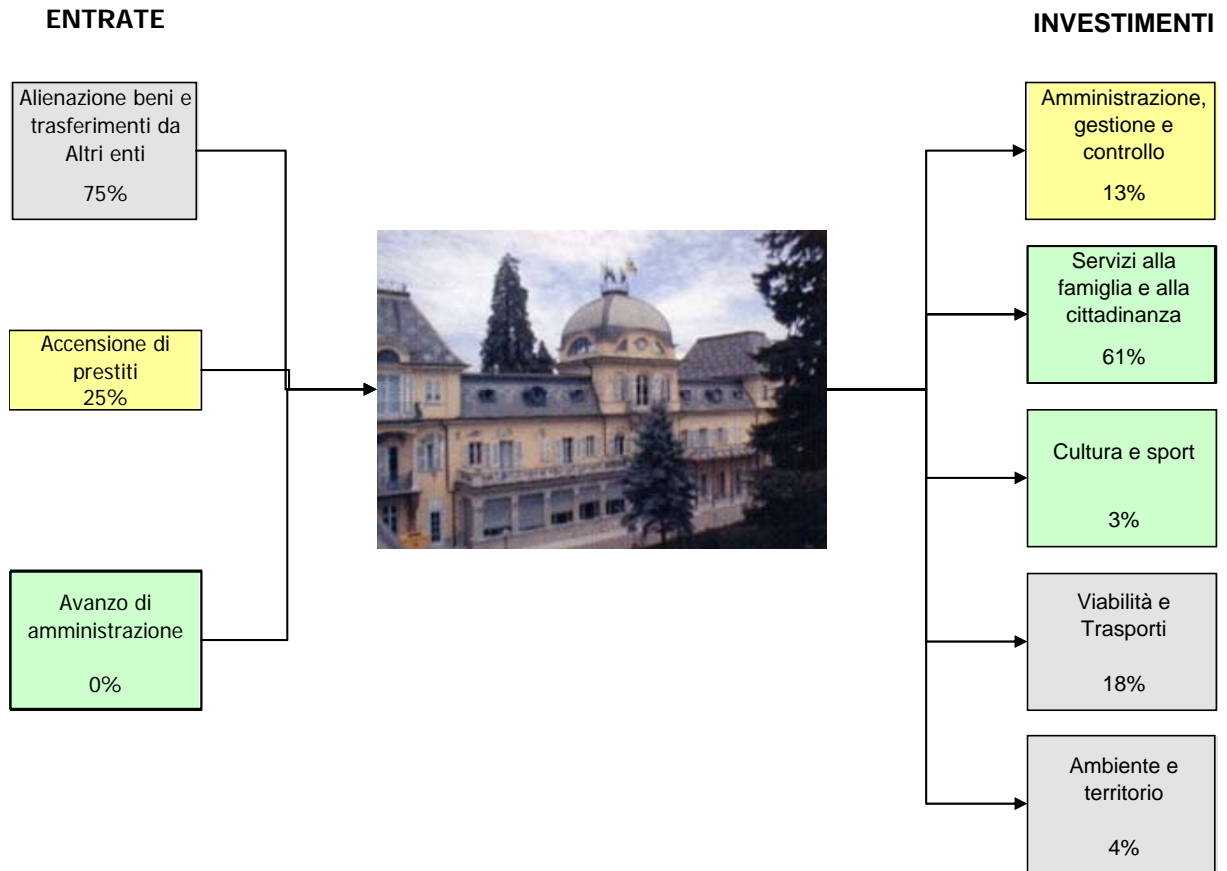 ENTRATE
Alienazione beni e
trasferimenti da
Altri enti
75%
Accensione di
prestiti
25%
Avanzo di
amministrazione
0%
INVESTIMENTI
Amministrazione,
gestione e
controllo
13%
Servizi alla
famiglia e alla
cittadinanza
61%
Cultura e sport
3%
Viabilità e
Trasporti
18%
Ambiente e
territorio
4%